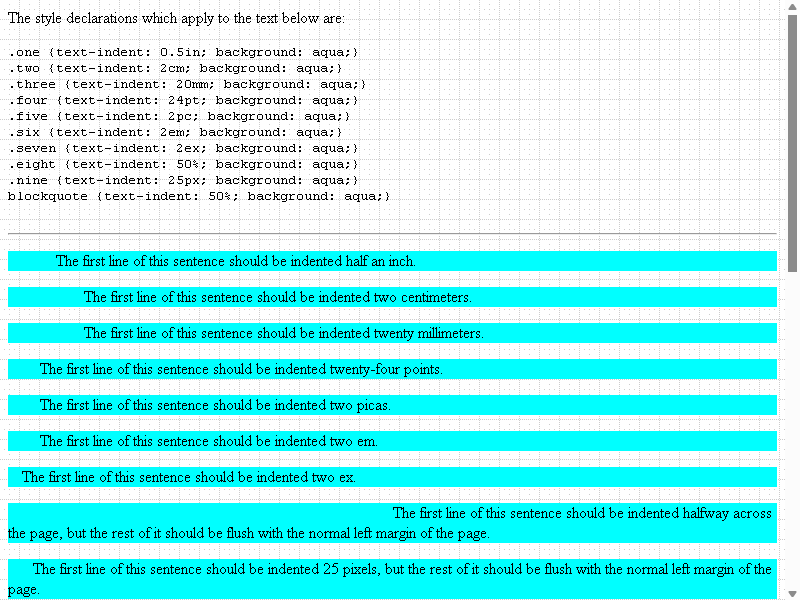 The style declarations which apply to the text below are:
.one {text-indent: 0.5in; background: aqua;}
.two {text-indent: 2cm; background: aqua;}
.three {text-indent: 20mm; background: aqua;}
.four {text-indent: 24pt; background: aqua;}
.five {text-indent: 2pc; background: aqua;}
.six {text-indent: 2em; background: aqua;}
.seven {text-indent: 2ex; background: aqua;}
.eight {text-indent: 50%; background: aqua;}
.nine {text-indent: 25px; background: aqua;}
blockquote {text-indent: 50%; background: aqua;}
The first line of this sentence should be indented half an inch.
The first line of this sentence should be indented two centimeters.
The first line of this sentence should be indented twenty millimeters.
The first line of this sentence should be indented twenty-four points.
The first line of this sentence should be indented two picas.
The first line of this sentence should be indented two em.
The first line of this sentence should be indented two ex.
The first line of this sentence should be indented halfway across
the page, but the rest of it should be flush with the normal left margin of the page.
The first line of this sentence should be indented 25 pixels, but the rest of it should be flush with the normal left margin of the
page.